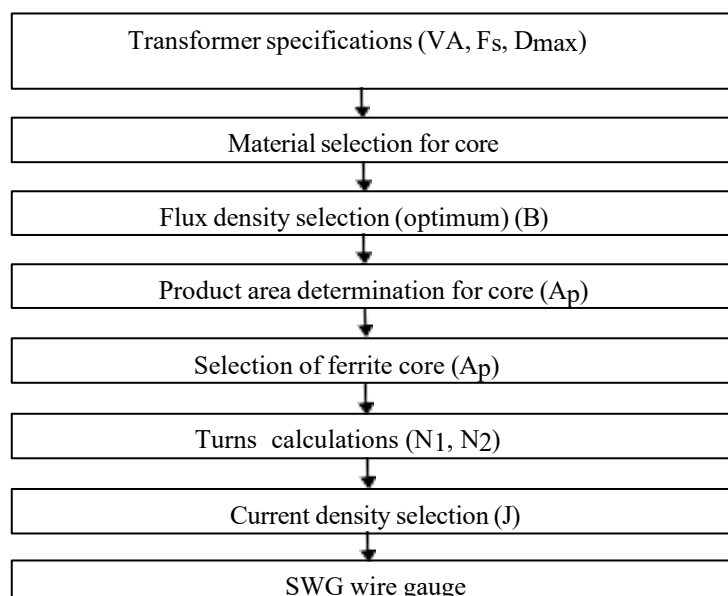 Transformer specifications (VA, Fs, Dmax)
Material selection for core
Flux density selection (optimum) (B)
Product area determination for core (Ap)
Selection of ferrite core (Ap)
Turns calculations (N1, N2)
Current density selection (J)
SWG wire gauge